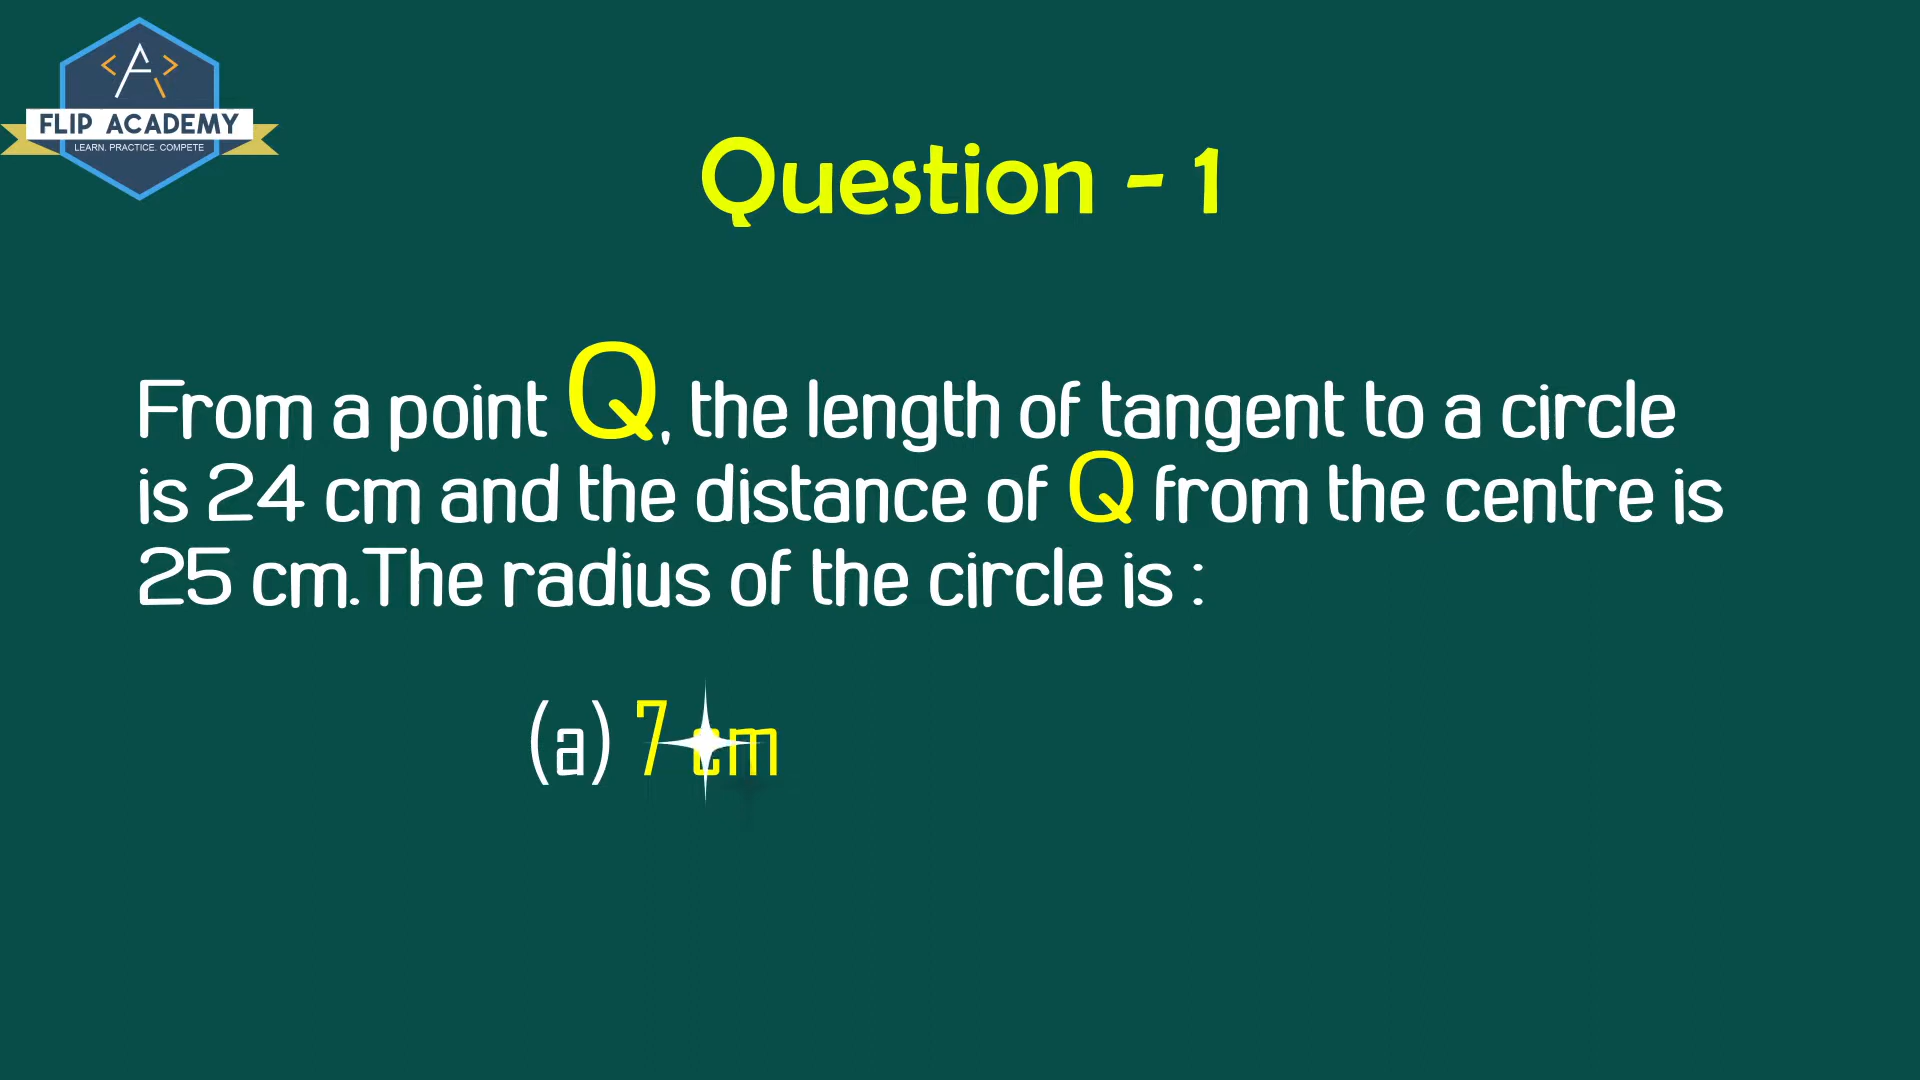 FLIP ACADEMY
LEARN. PRACTICE. COMPETE
Question - 1
From a point Q, the length of tangent to a circle
is 24 cm and the distance of Q from the centre is
25 cm.The radius of the circle is :
(a) 7 cm